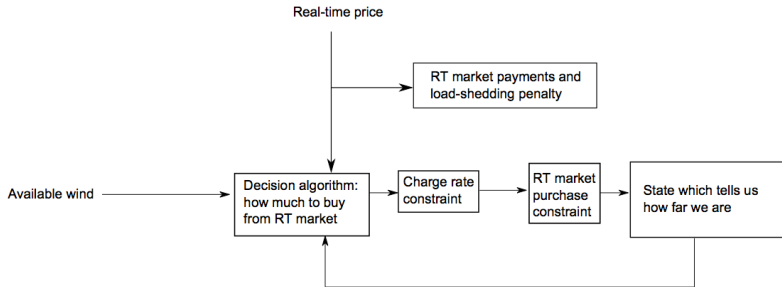 Real-time price
RT market payments and
load-shedding penalty
Available wind
Decision algorithm:
how much to buy
from RT market
Charge rate
constraint
RT market
purchase
constraint
State which tells us
how far we are